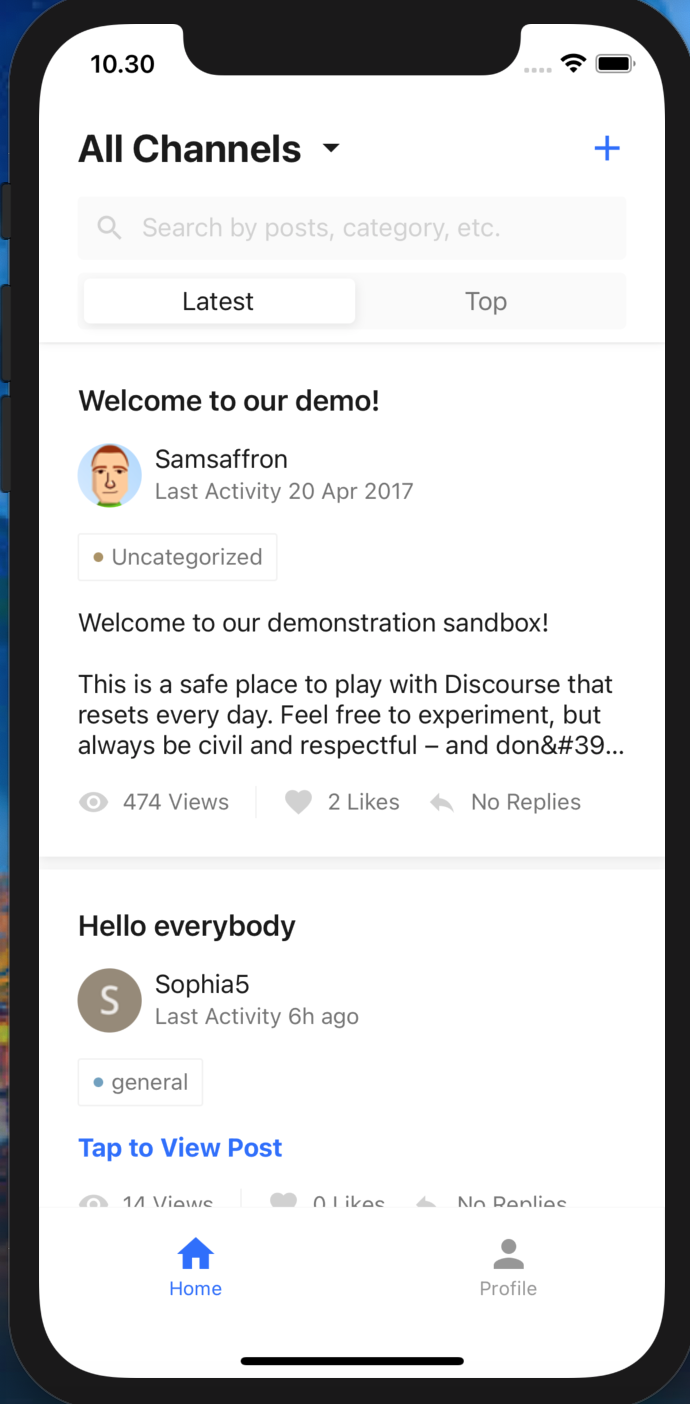 10.30
All Channels
Search by posts, category, etc.
Latest
Top
Welcome to our demo!
Samsaffron
Last Activity 20 Apr 2017
Uncategorized
Welcome to our demonstration sandbox!
This is a safe place to play with Discourse that
resets every day. Feel free to experiment, but
always be civil and respectful – and don&#39...
474 Views
2 Likes
No Replies
Hello everybody
S
Sophia5
Last Activity 6h ago
general
Tap to View Post
14 Views
0 Likes
No Replies
Home
Profile